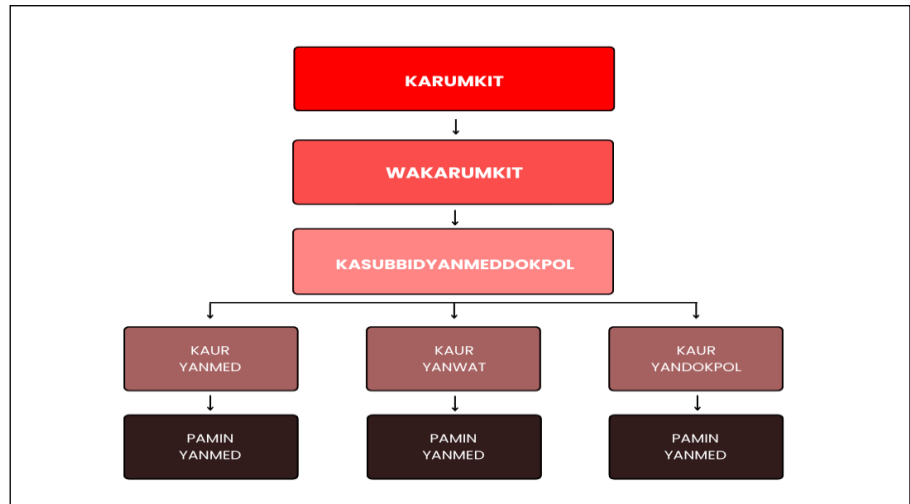 KARUMKIT
WAKARUMKIT
KASUBBIDYANMEDDOKPOL
KAUR
YANMED
KAUR
YANWAT
KAUR
YANDOKPOL
PAMIN
YANMED
PAMIN
YANMED
PAMIN
YANMED